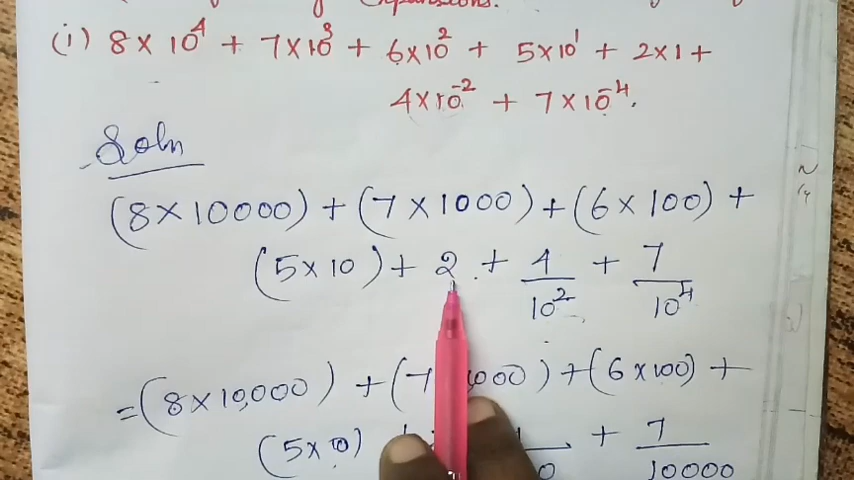 Expansions.
(i) 8 × 10⁴ + 7×10³ + 6×10² + 5×10¹ + 2×1 +
4×10⁻² + 7×10⁻⁴.
Soln
(8×10000) + (7×1000) + (6×100) +
(5×10) + 2 + 4/10² + 7/10⁴
= (8×10,000) + (7 000) + (6×100) +
(5×10) + + 7/10000